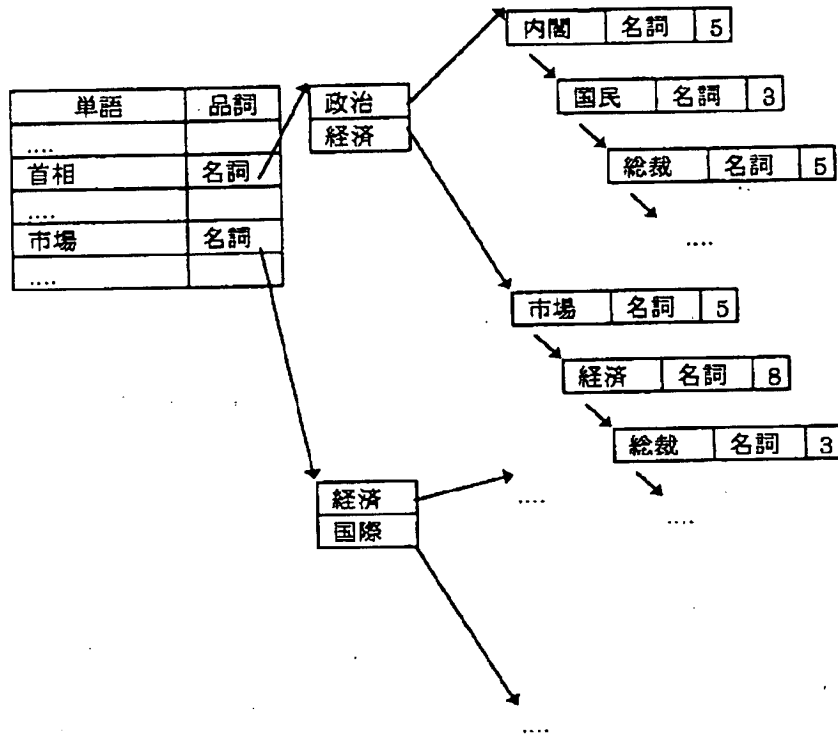 単語 品詞
....
首相 名詞
....
市場 名詞
....
政治
経済
内閣 名詞 5
国民 名詞 3
総裁 名詞 5
....
市場 名詞 5
経済 名詞 8
総裁 名詞 3
....
経済
国際
....
....